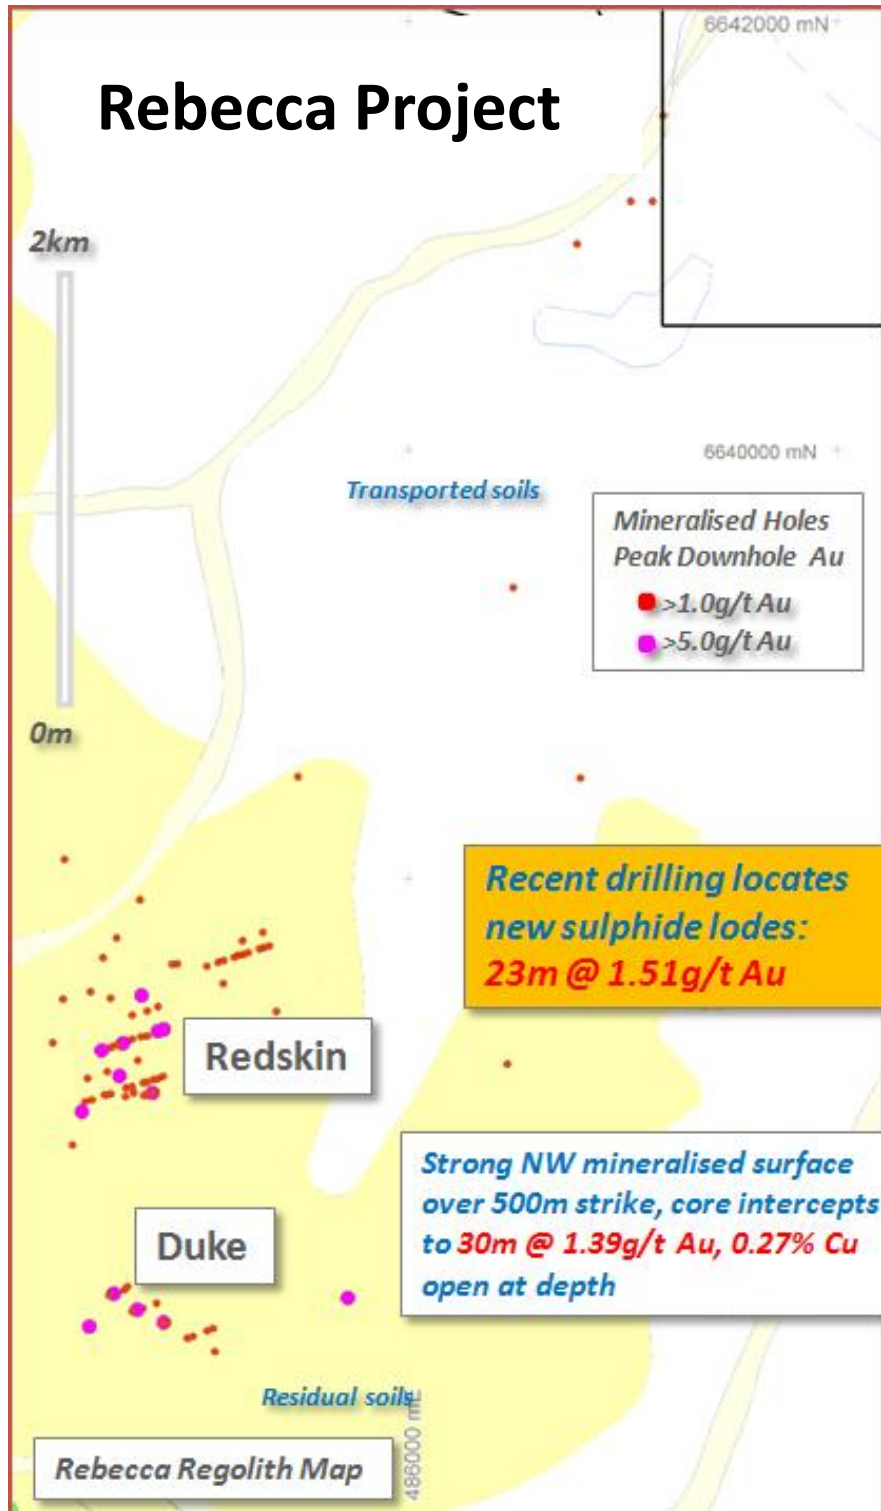 6642000 mN
Rebecca Project
2km
6640000 mN
Transported soils
Mineralised Holes
Peak Downhole Au
>1.0g/t Au
>5.0g/t Au
0m
Recent drilling locates
new sulphide lodes:
23m @ 1.51g/t Au
Redskin
Strong NW mineralised surface
over 500m strike, core intercepts
to 30m @ 1.39g/t Au, 0.27% Cu
open at depth
Duke
Residual soils
486000 mE
Rebecca Regolith Map